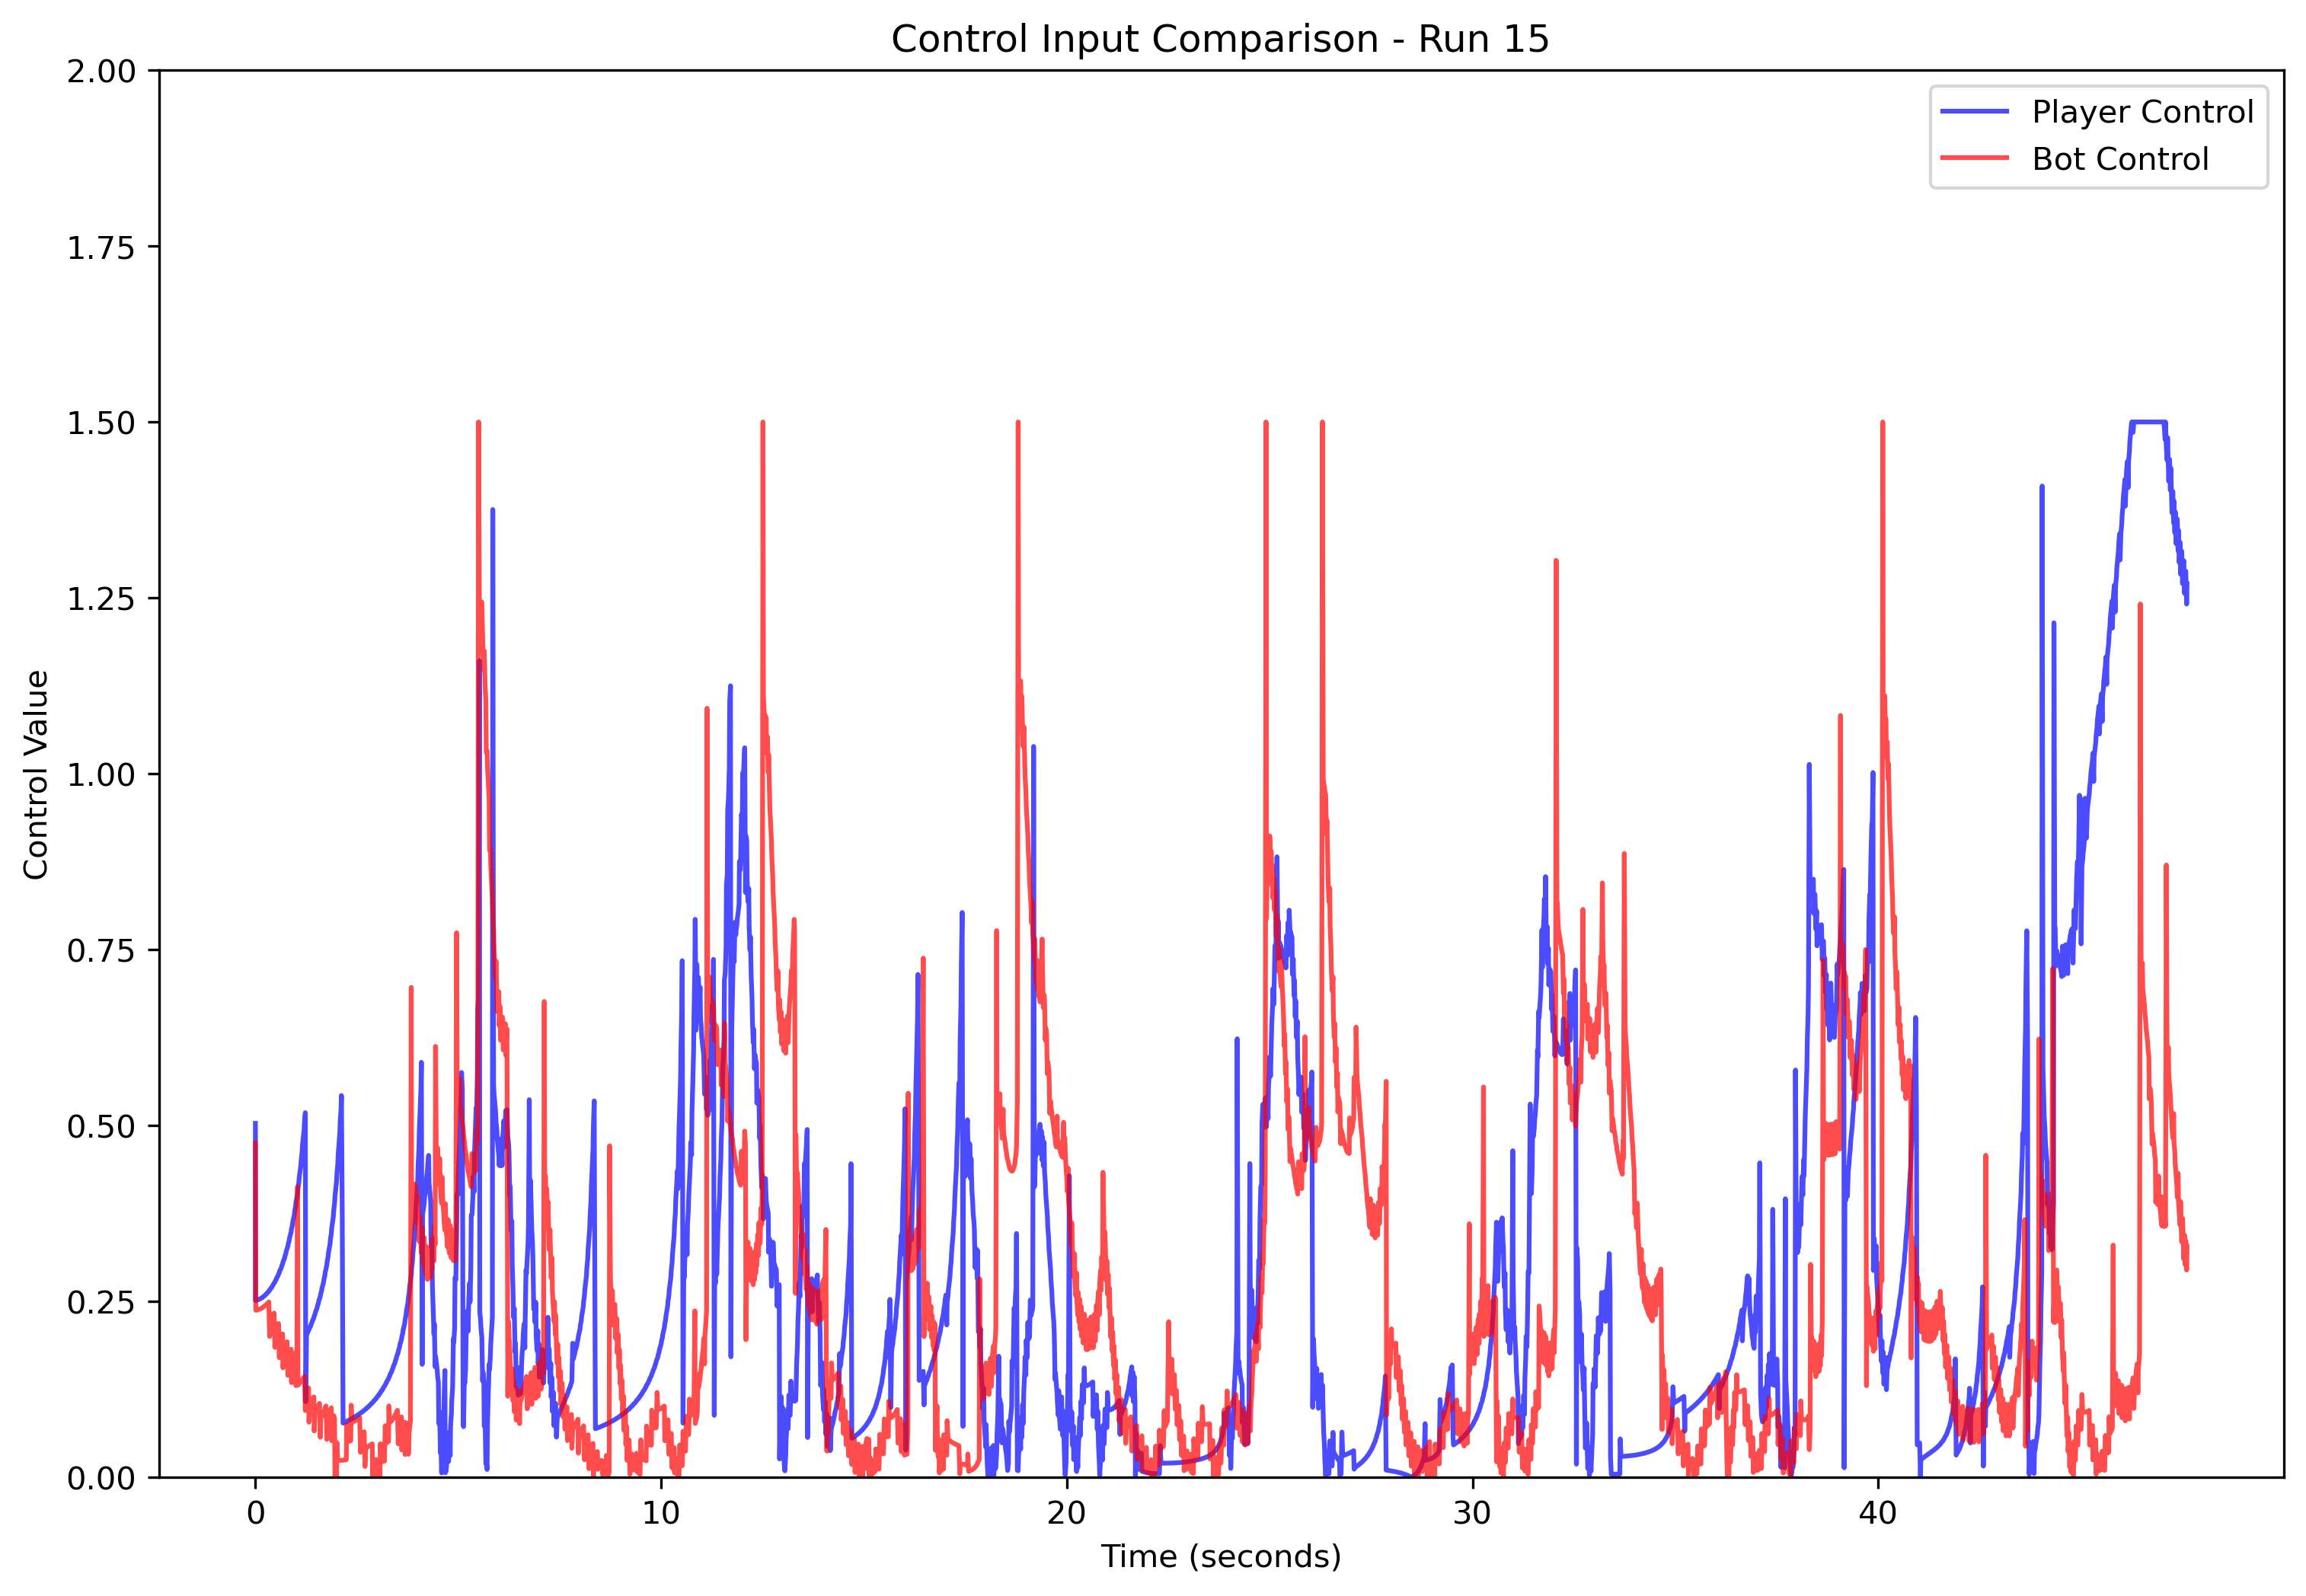 Control Input Comparison - Run 15
2.00
1.75
1.50
1.25
1.00
0.75
0.50
0.25
0.00
Control Value
Player Control
Bot Control
0 10 20 30 40
Time (seconds)